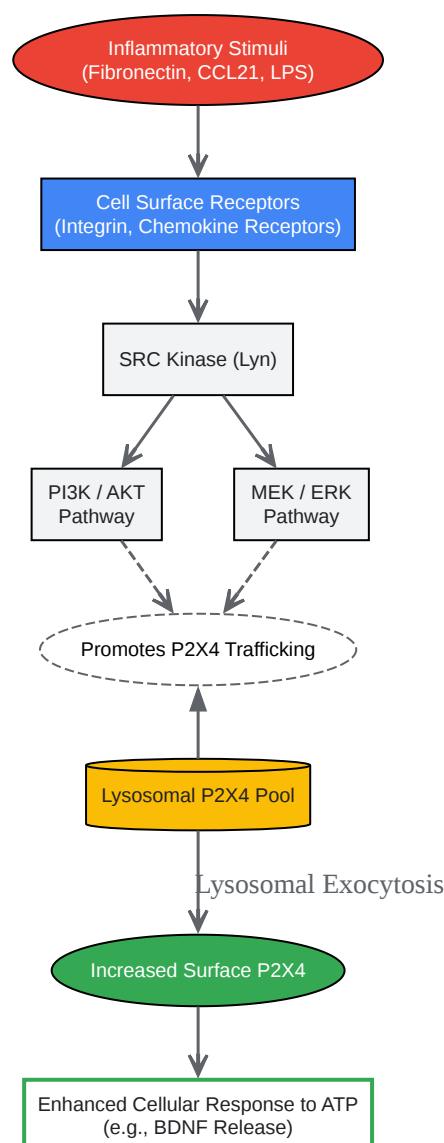 Inflammatory Stimuli
(Fibronectin, CCL21, LPS)
Cell Surface Receptors
(Integrin, Chemokine Receptors)
SRC Kinase (Lyn)
PI3K / AKT
Pathway
MEK / ERK
Pathway
Promotes P2X4 Trafficking
Lysosomal P2X4 Pool
Lysosomal Exocytosis
Increased Surface P2X4
Enhanced Cellular Response to ATP
(e.g., BDNF Release)